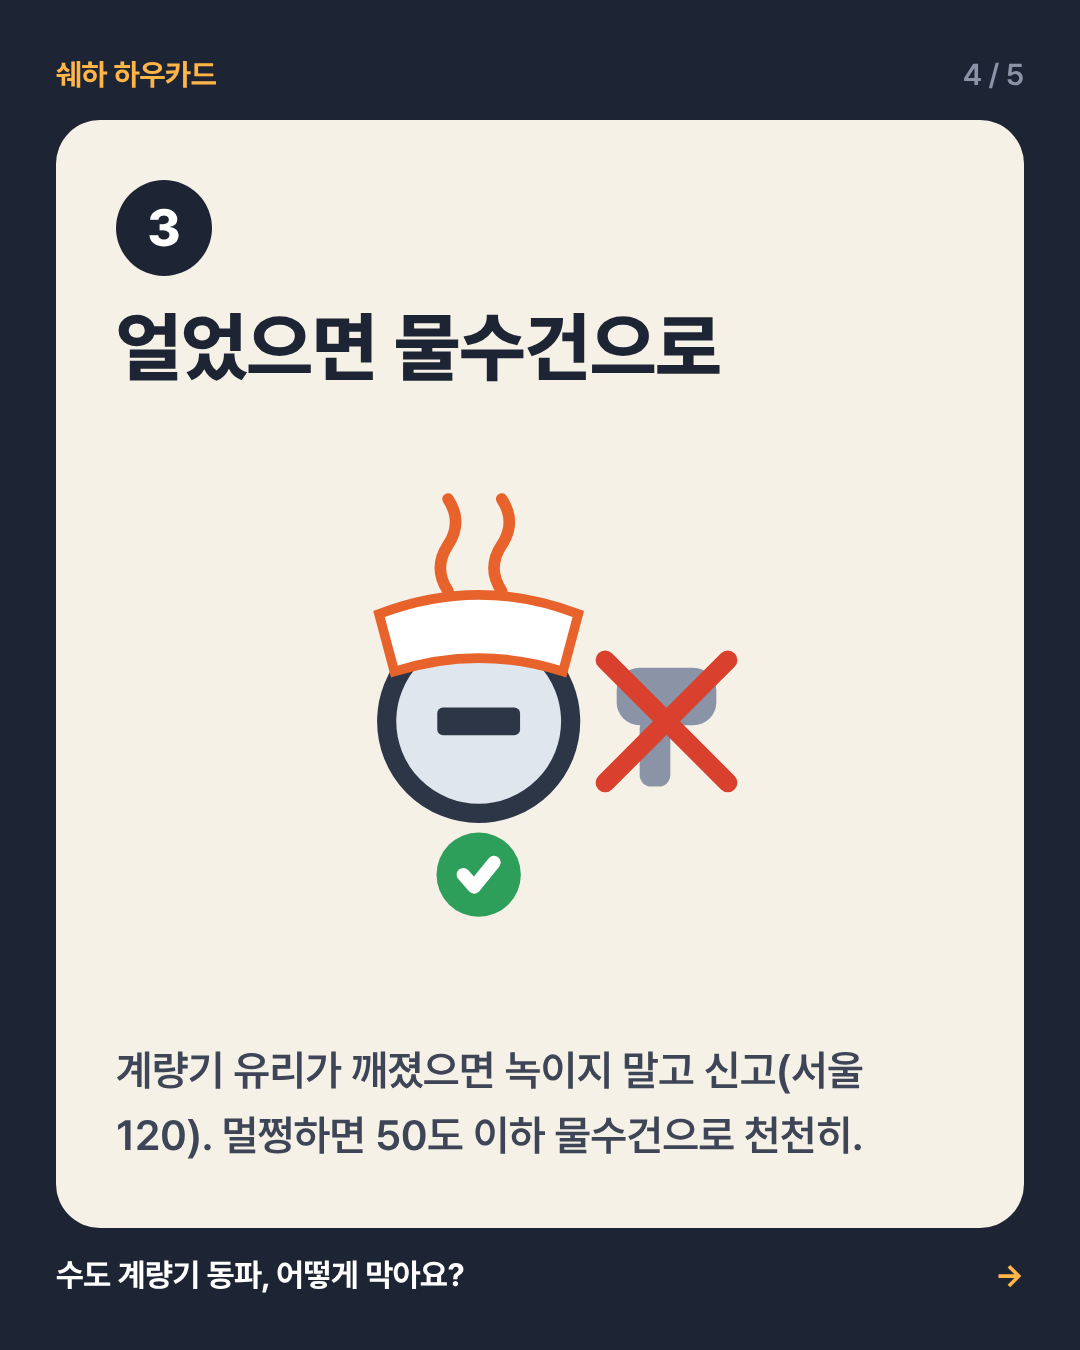 쉐하 하우카드
4 / 5
3
얼었으면 물수건으로
계량기 유리가 깨졌으면 녹이지 말고 신고(서울
120). 멀쩡하면 50도 이하 물수건으로 천천히.
수도 계량기 동파, 어떻게 막아요?
→